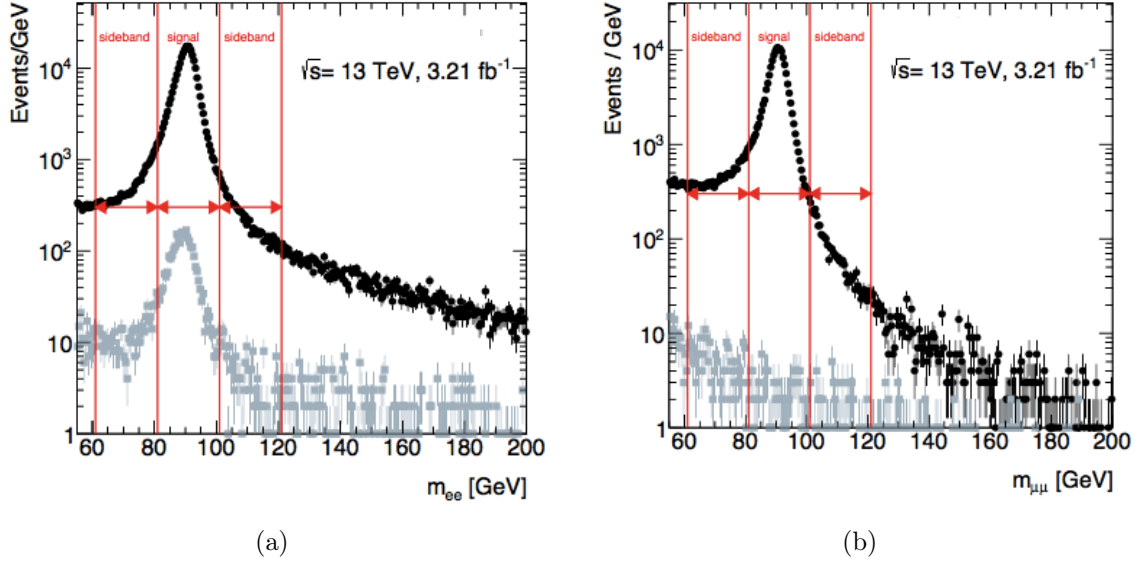 sideband signal sideband
√s= 13 TeV, 3.21 fb⁻¹
Events/GeV
10⁴
10³
10²
10
1
60 80 100 120 140 160 180 200
m_ee [GeV]
(a)
sideband signal sideband
√s= 13 TeV, 3.21 fb⁻¹
Events / GeV
10⁴
10³
10²
10
1
60 80 100 120 140 160 180 200
m_μμ [GeV]
(b)